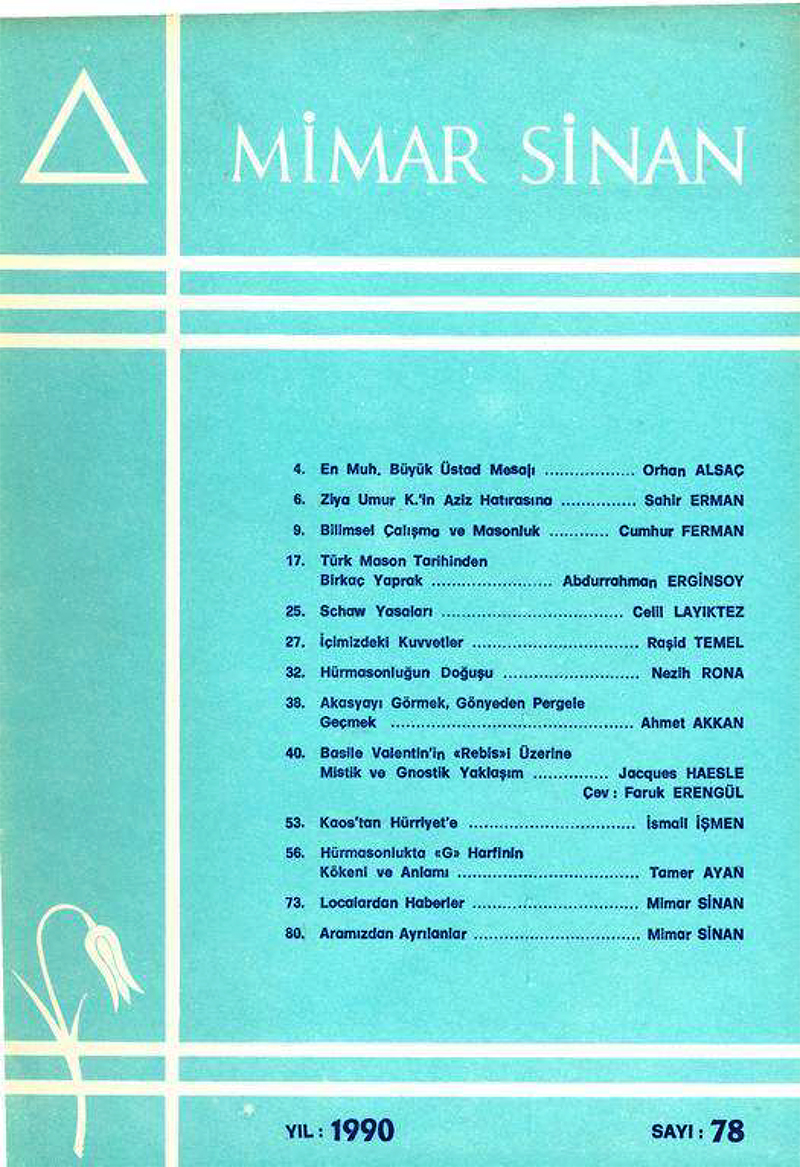 MİMAR SİNAN
4. En Muh. Büyük Üstad Mesajı .................. Orhan ALSAÇ
6. Ziya Umur K.'in Aziz Hatırasına ............... Sahir ERMAN
9. Bilimsel Çalışma ve Masonluk ............ Cumhur FERMAN
17. Türk Mason Tarihinden
Birkaç Yaprak ........................ Abdurrahman ERGİNSOY
25. Schaw Yasaları .................................... Celil LAYIKTEZ
27. İçimizdeki Kuvvetler ................................. Raşid TEMEL
32. Hürmasonluğun Doğuşu ........................... Nezih RONA
38. Akasyayı Görmek, Gönyeden Pergele
Geçmek ................................................ Ahmet AKKAN
40. Basile Valentin'in «Rebis»i Üzerine
Mistik ve Gnostik Yaklaşım ............... Jacques HAESLE
Çev : Faruk ERENGÜL
53. Kaos'tan Hürriyet'e ................................. İsmail İŞMEN
56. Hürmasonlukta «G» Harfinin
Kökeni ve Anlamı .................................... Tamer AYAN
73. Localardan Haberler ................................. Mimar SİNAN
80. Aramızdan Ayrılanlar ................................. Mimar SİNAN
YIL : 1990 SAYI : 78